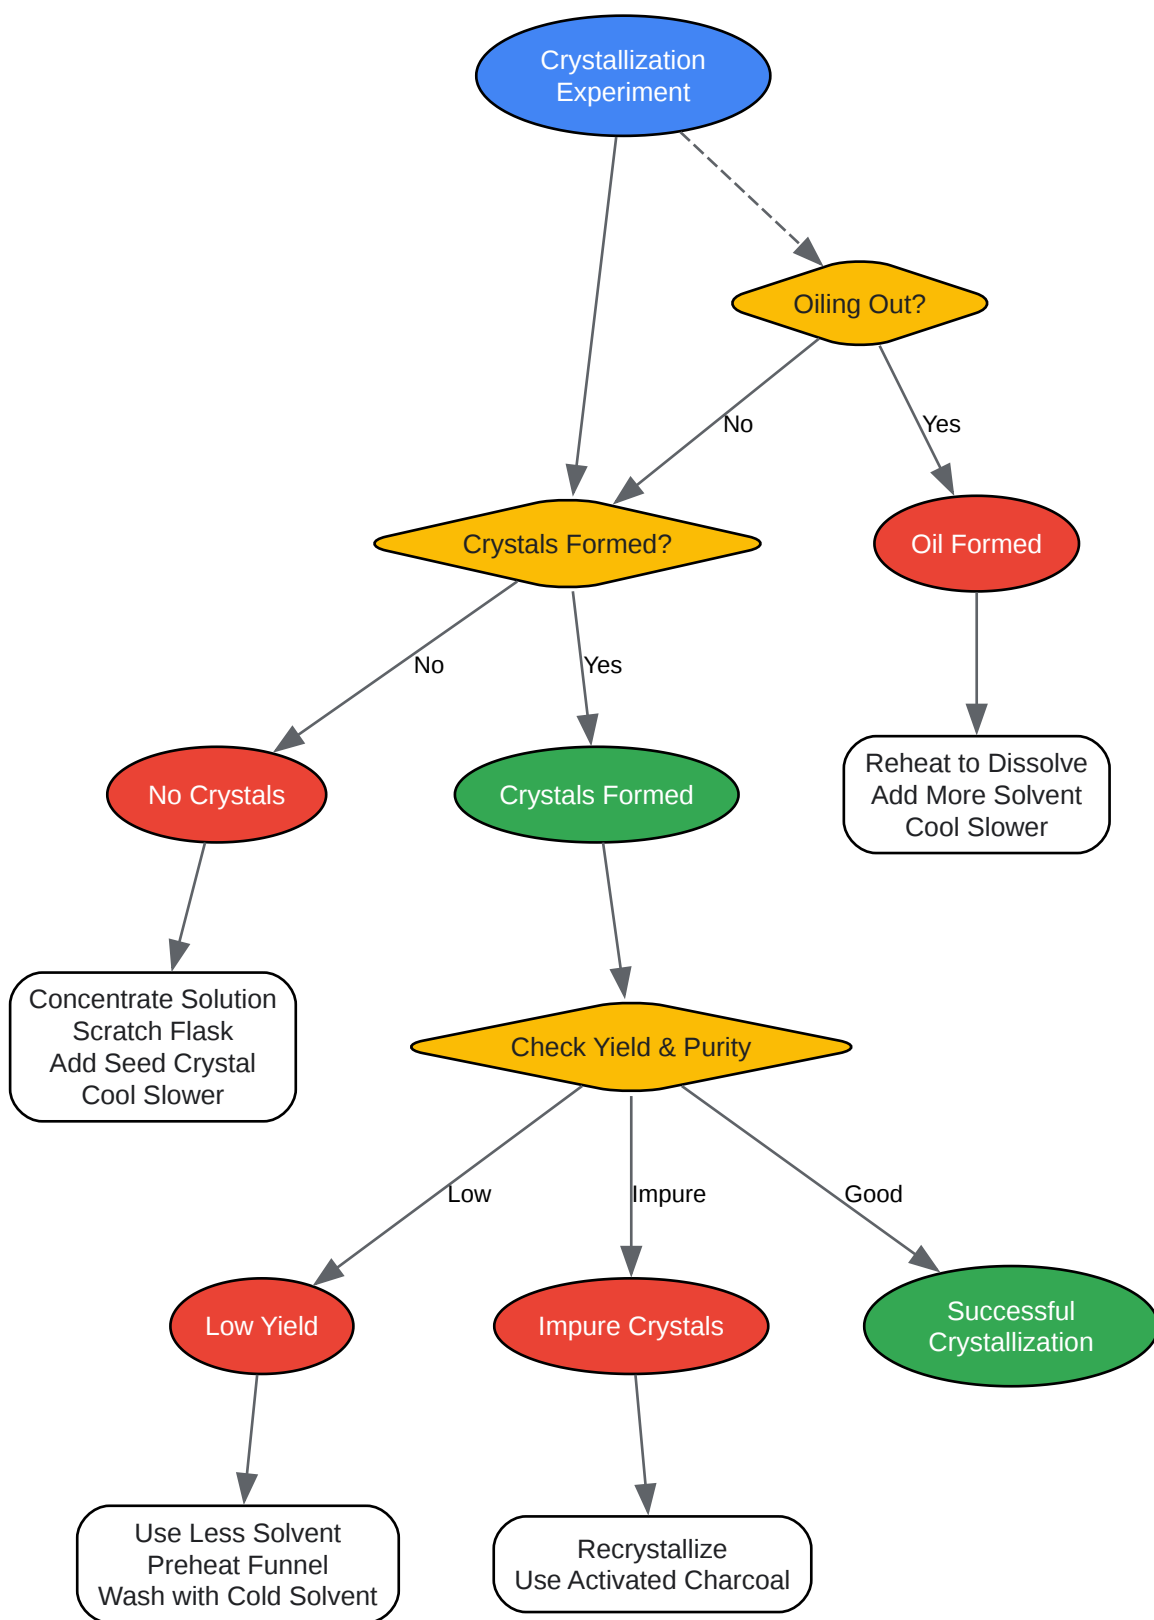 Crystallization
Experiment
Oiling Out?
No
Yes
Crystals Formed?
Oil Formed
No
Yes
No Crystals
Crystals Formed
Reheat to Dissolve
Add More Solvent
Cool Slower
Concentrate Solution
Scratch Flask
Add Seed Crystal
Cool Slower
Check Yield & Purity
Low
Impure
Good
Low Yield
Impure Crystals
Successful
Crystallization
Use Less Solvent
Preheat Funnel
Wash with Cold Solvent
Recrystallize
Use Activated Charcoal